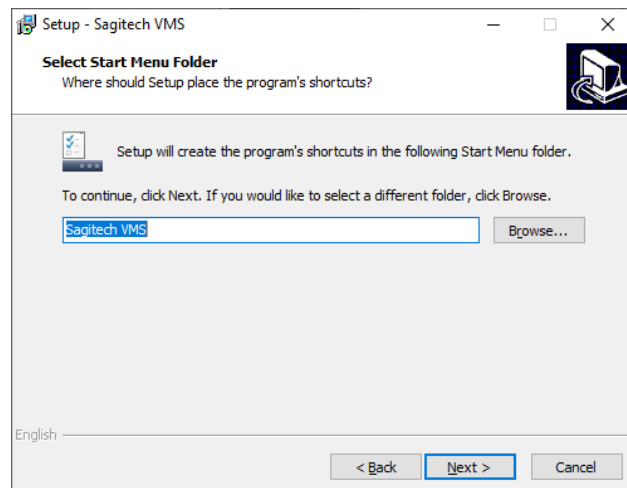 Setup - Sagitech VMS
Select Start Menu Folder
Where should Setup place the program's shortcuts?
Setup will create the program's shortcuts in the following Start Menu folder.
To continue, click Next. If you would like to select a different folder, click Browse.
Sagitech VMS
Browse...
English
< Back
Next >
Cancel